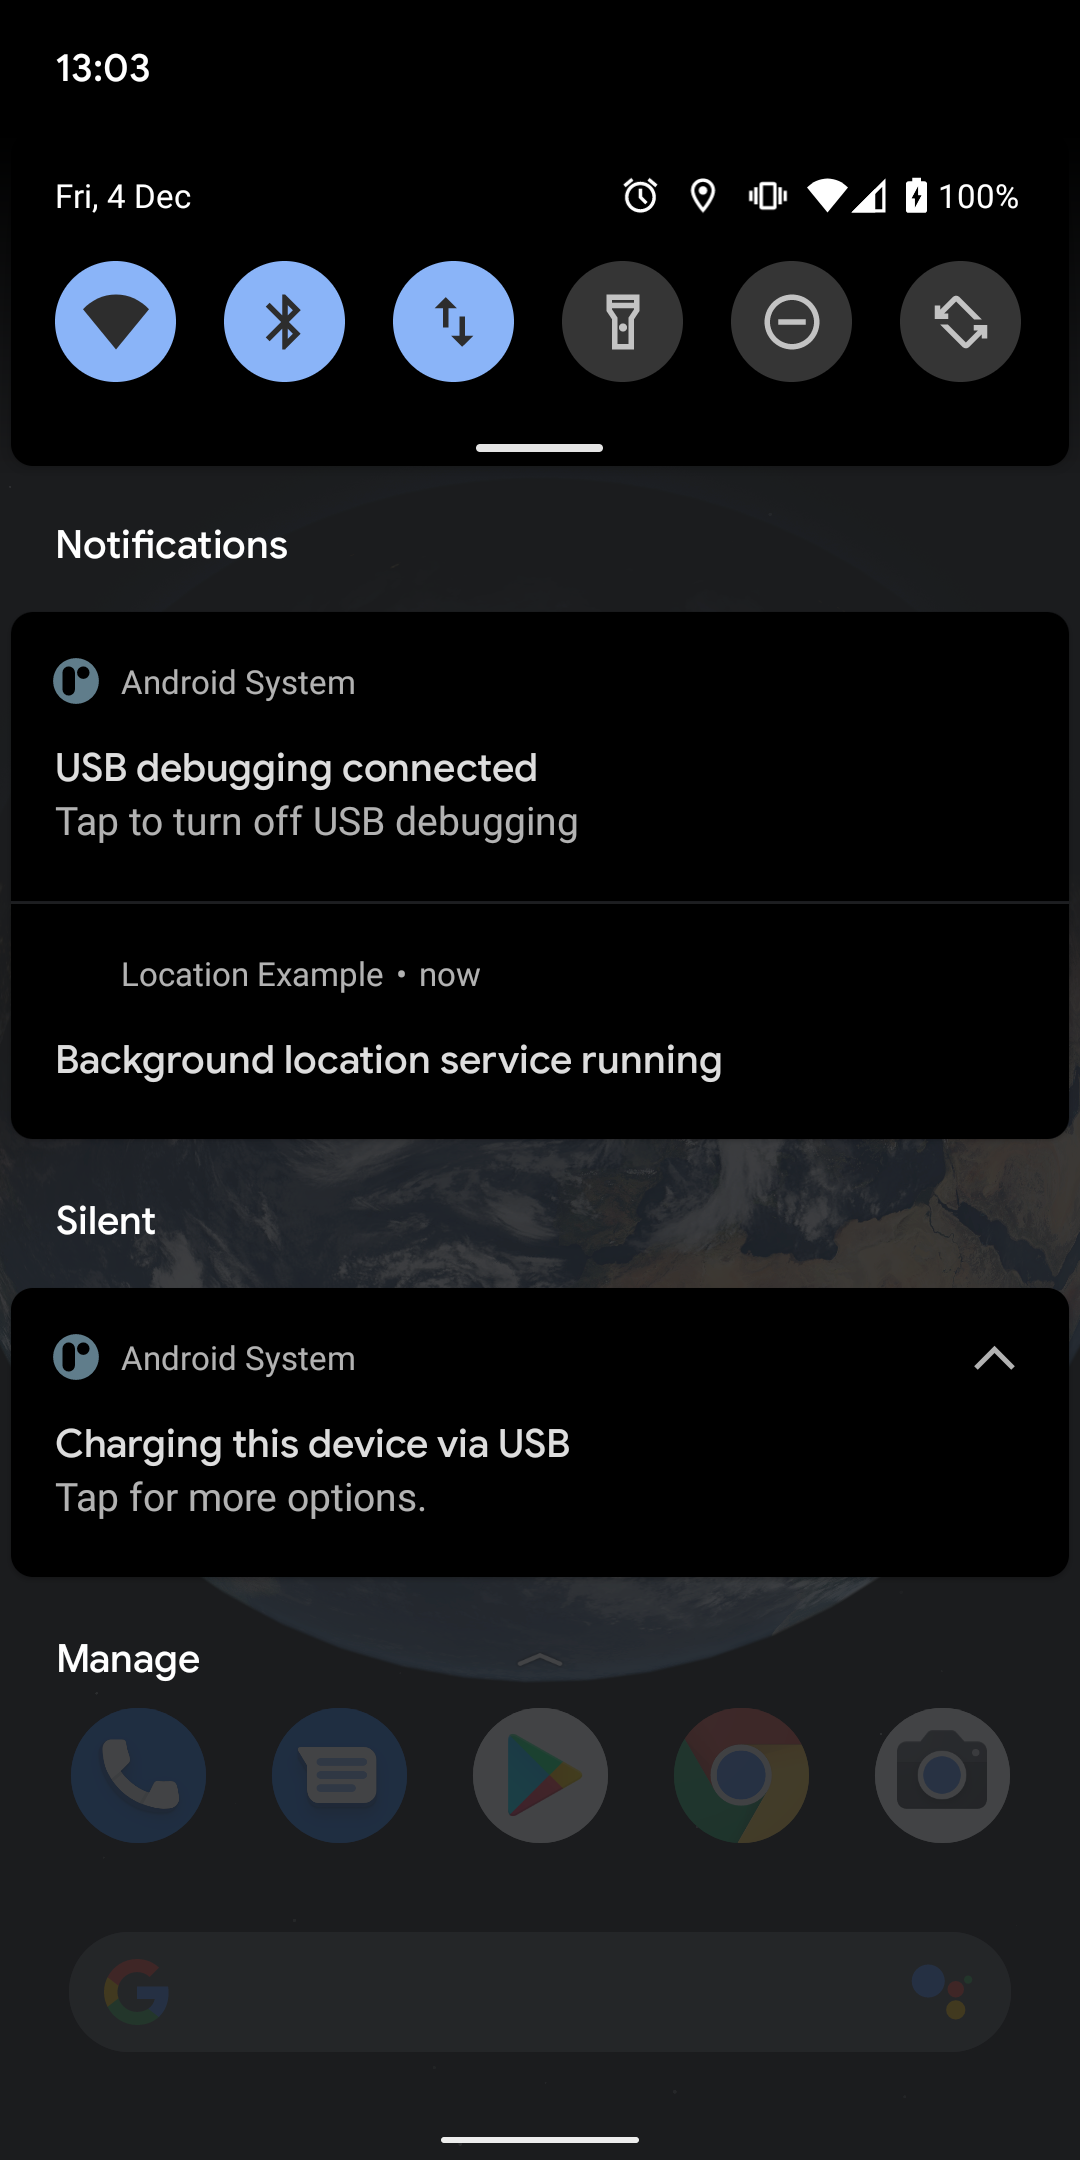 13:03
Fri, 4 Dec
100%
Notifications
Android System
USB debugging connected
Tap to turn off USB debugging
Location Example • now
Background location service running
Silent
Android System
Charging this device via USB
Tap for more options.
Manage